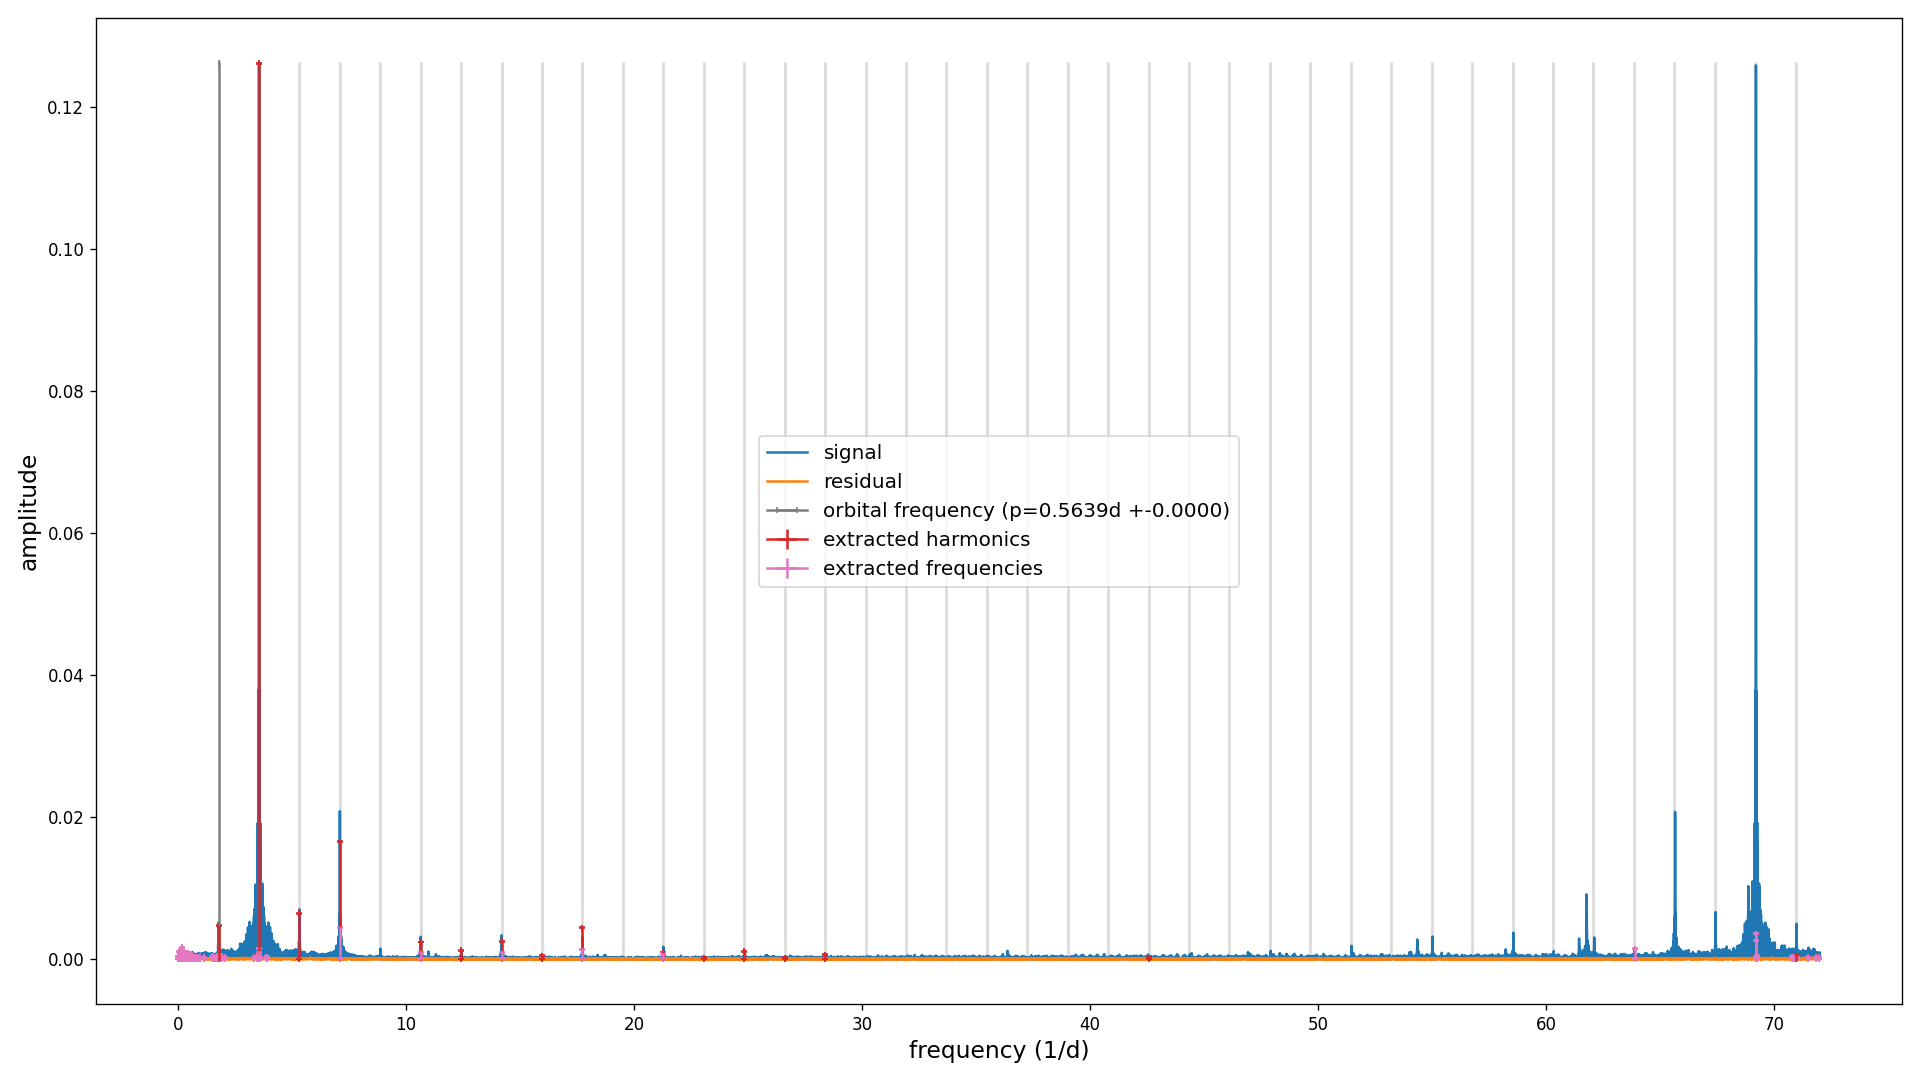 0.12
0.10
0.08
0.06
0.04
0.02
0.00
amplitude
signal
residual
orbital frequency (p=0.5639d +-0.0000)
extracted harmonics
extracted frequencies
0 10 20 30 40 50 60 70
frequency (1/d)